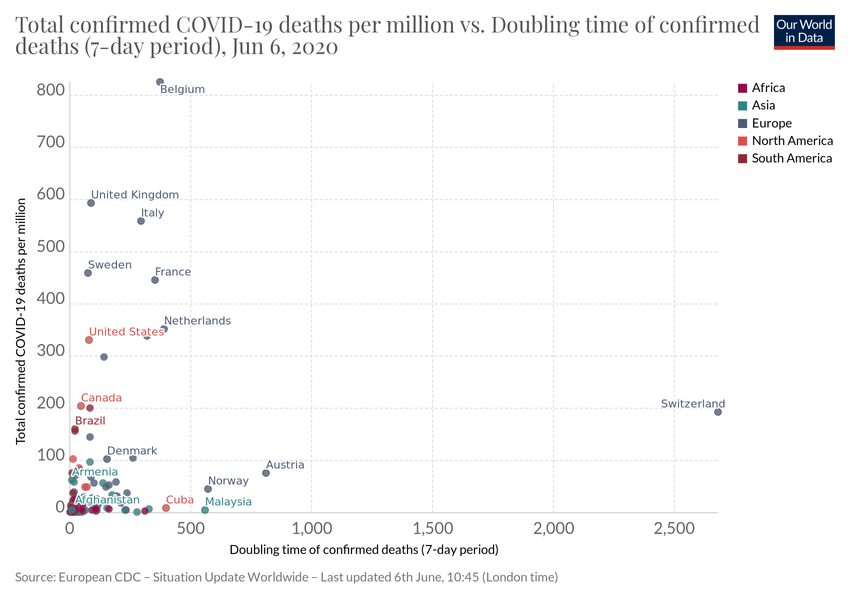 Total confirmed COVID-19 deaths per million vs. Doubling time of confirmed
deaths (7-day period), Jun 6, 2020
Our World
in Data
Africa
Asia
Europe
North America
South America
Total confirmed COVID-19 deaths per million
800
700
600
500
400
300
200
100
0
Belgium
United Kingdom
Italy
Sweden
France
Netherlands
United States
Canada
Switzerland
Brazil
Denmark
Austria
Armenia
Norway
Afghanistan
Cuba
Malaysia
0
500
1,000
1,500
2,000
2,500
Doubling time of confirmed deaths (7-day period)
Source: European CDC – Situation Update Worldwide – Last updated 6th June, 10:45 (London time)